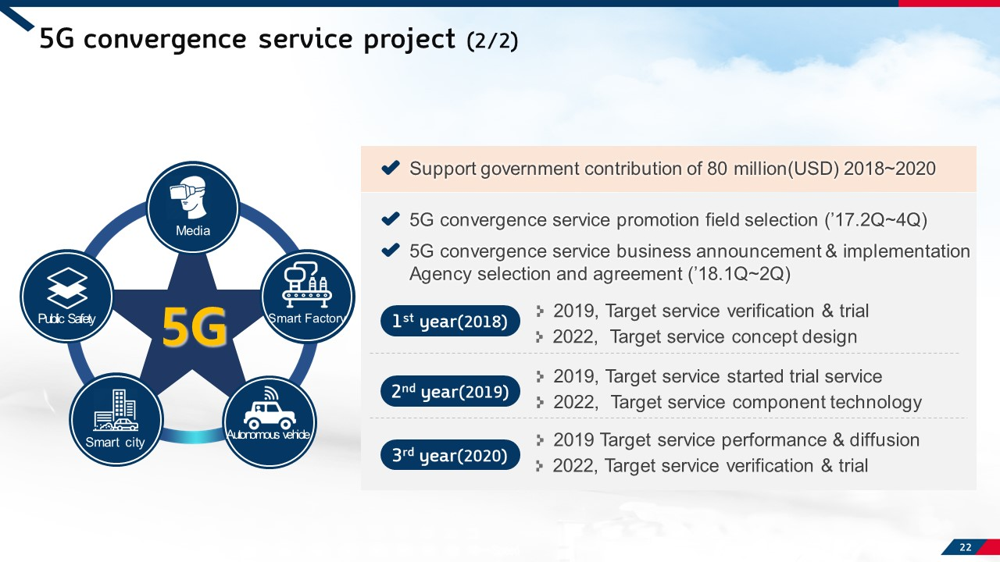 5G convergence service project (2/2)
Media
Public Safety
Smart Factory
5G
Smart city
Autonomous vehicle
Support government contribution of 80 million(USD) 2018~2020
5G convergence service promotion field selection (’17.2Q~4Q)
5G convergence service business announcement & implementation
Agency selection and agreement (’18.1Q~2Q)
1st year(2018)
2019, Target service verification & trial
2022, Target service concept design
2nd year(2019)
2019, Target service started trial service
2022, Target service component technology
3rd year(2020)
2019 Target service performance & diffusion
2022, Target service verification & trial
22